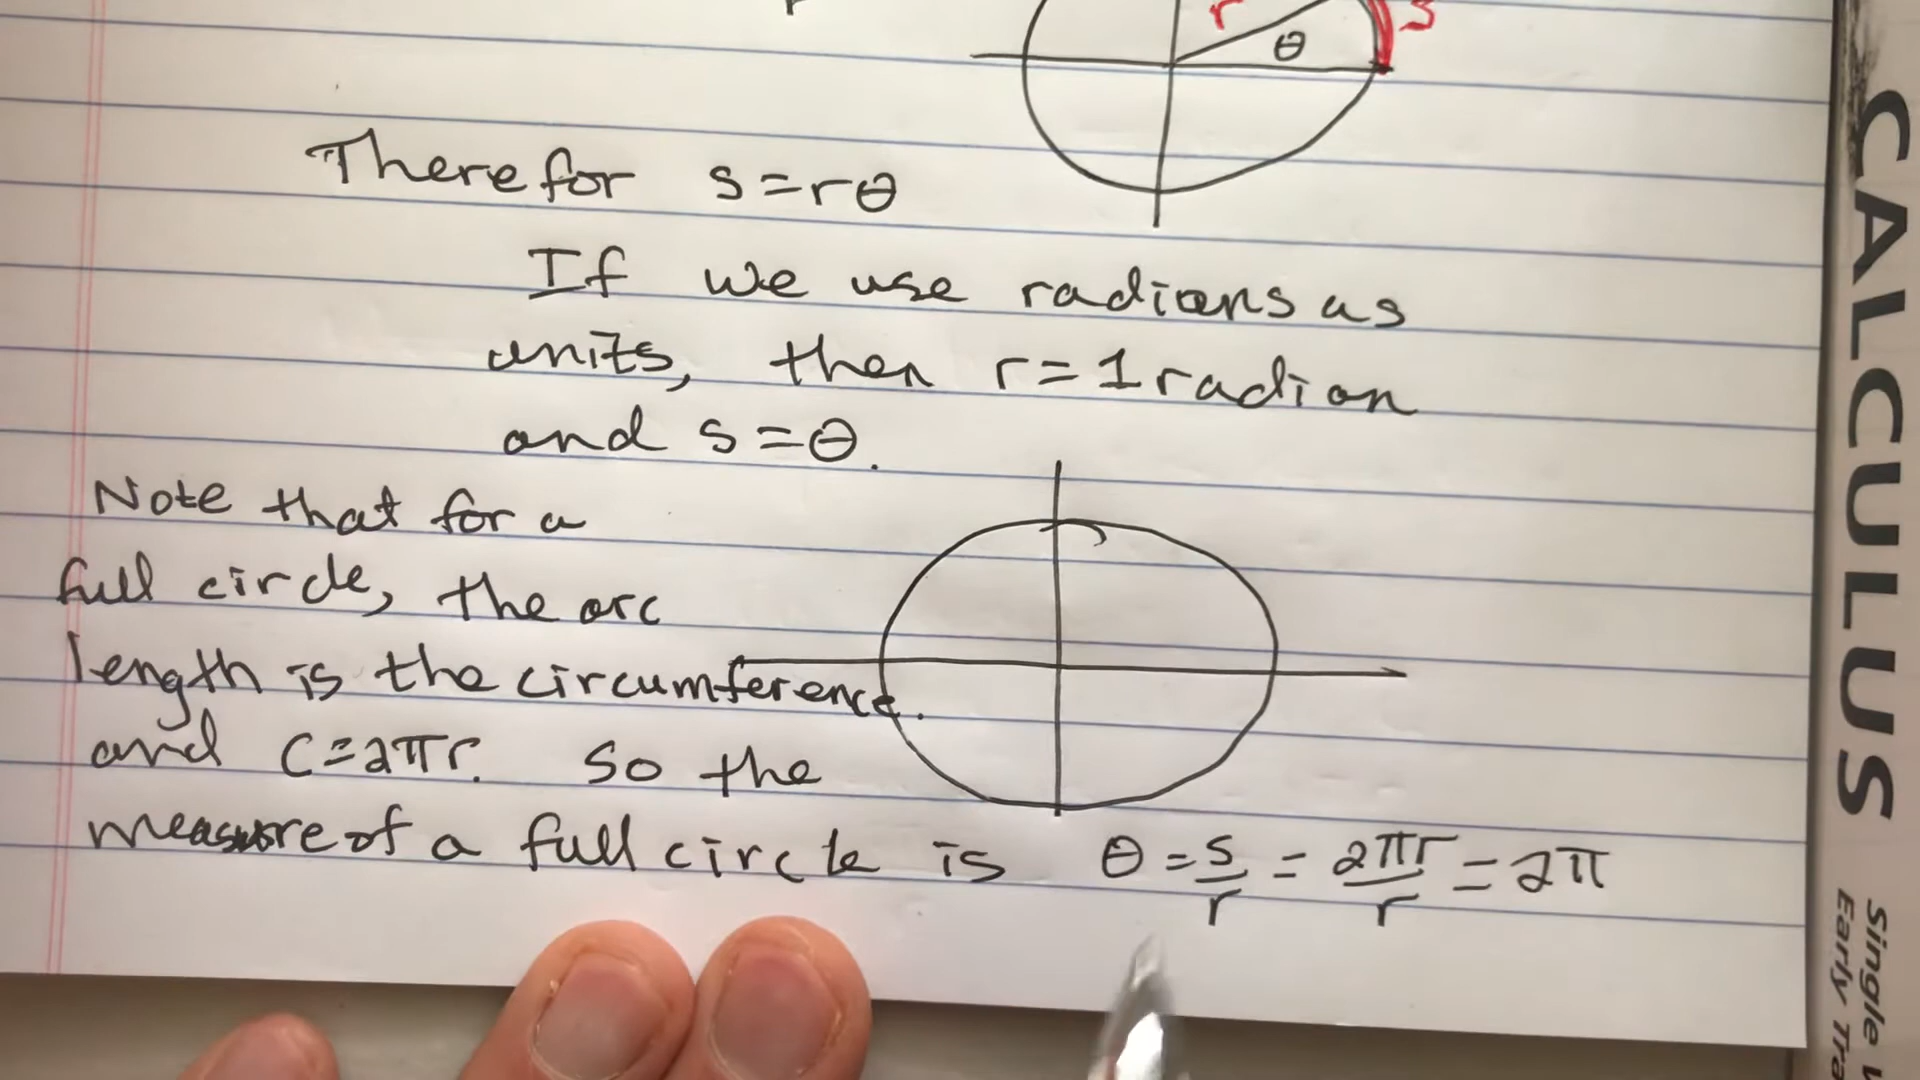 r
s
θ
Therefor s=rθ
If we use radians as
units, then r=1 radian
and s=θ.
Note that for a
full circle, the arc
length is the circumference.
and C=2πr. So the
measure of a full circle is θ = s/r = 2πr/r = 2π
CALCULUS
Single
Early Tra